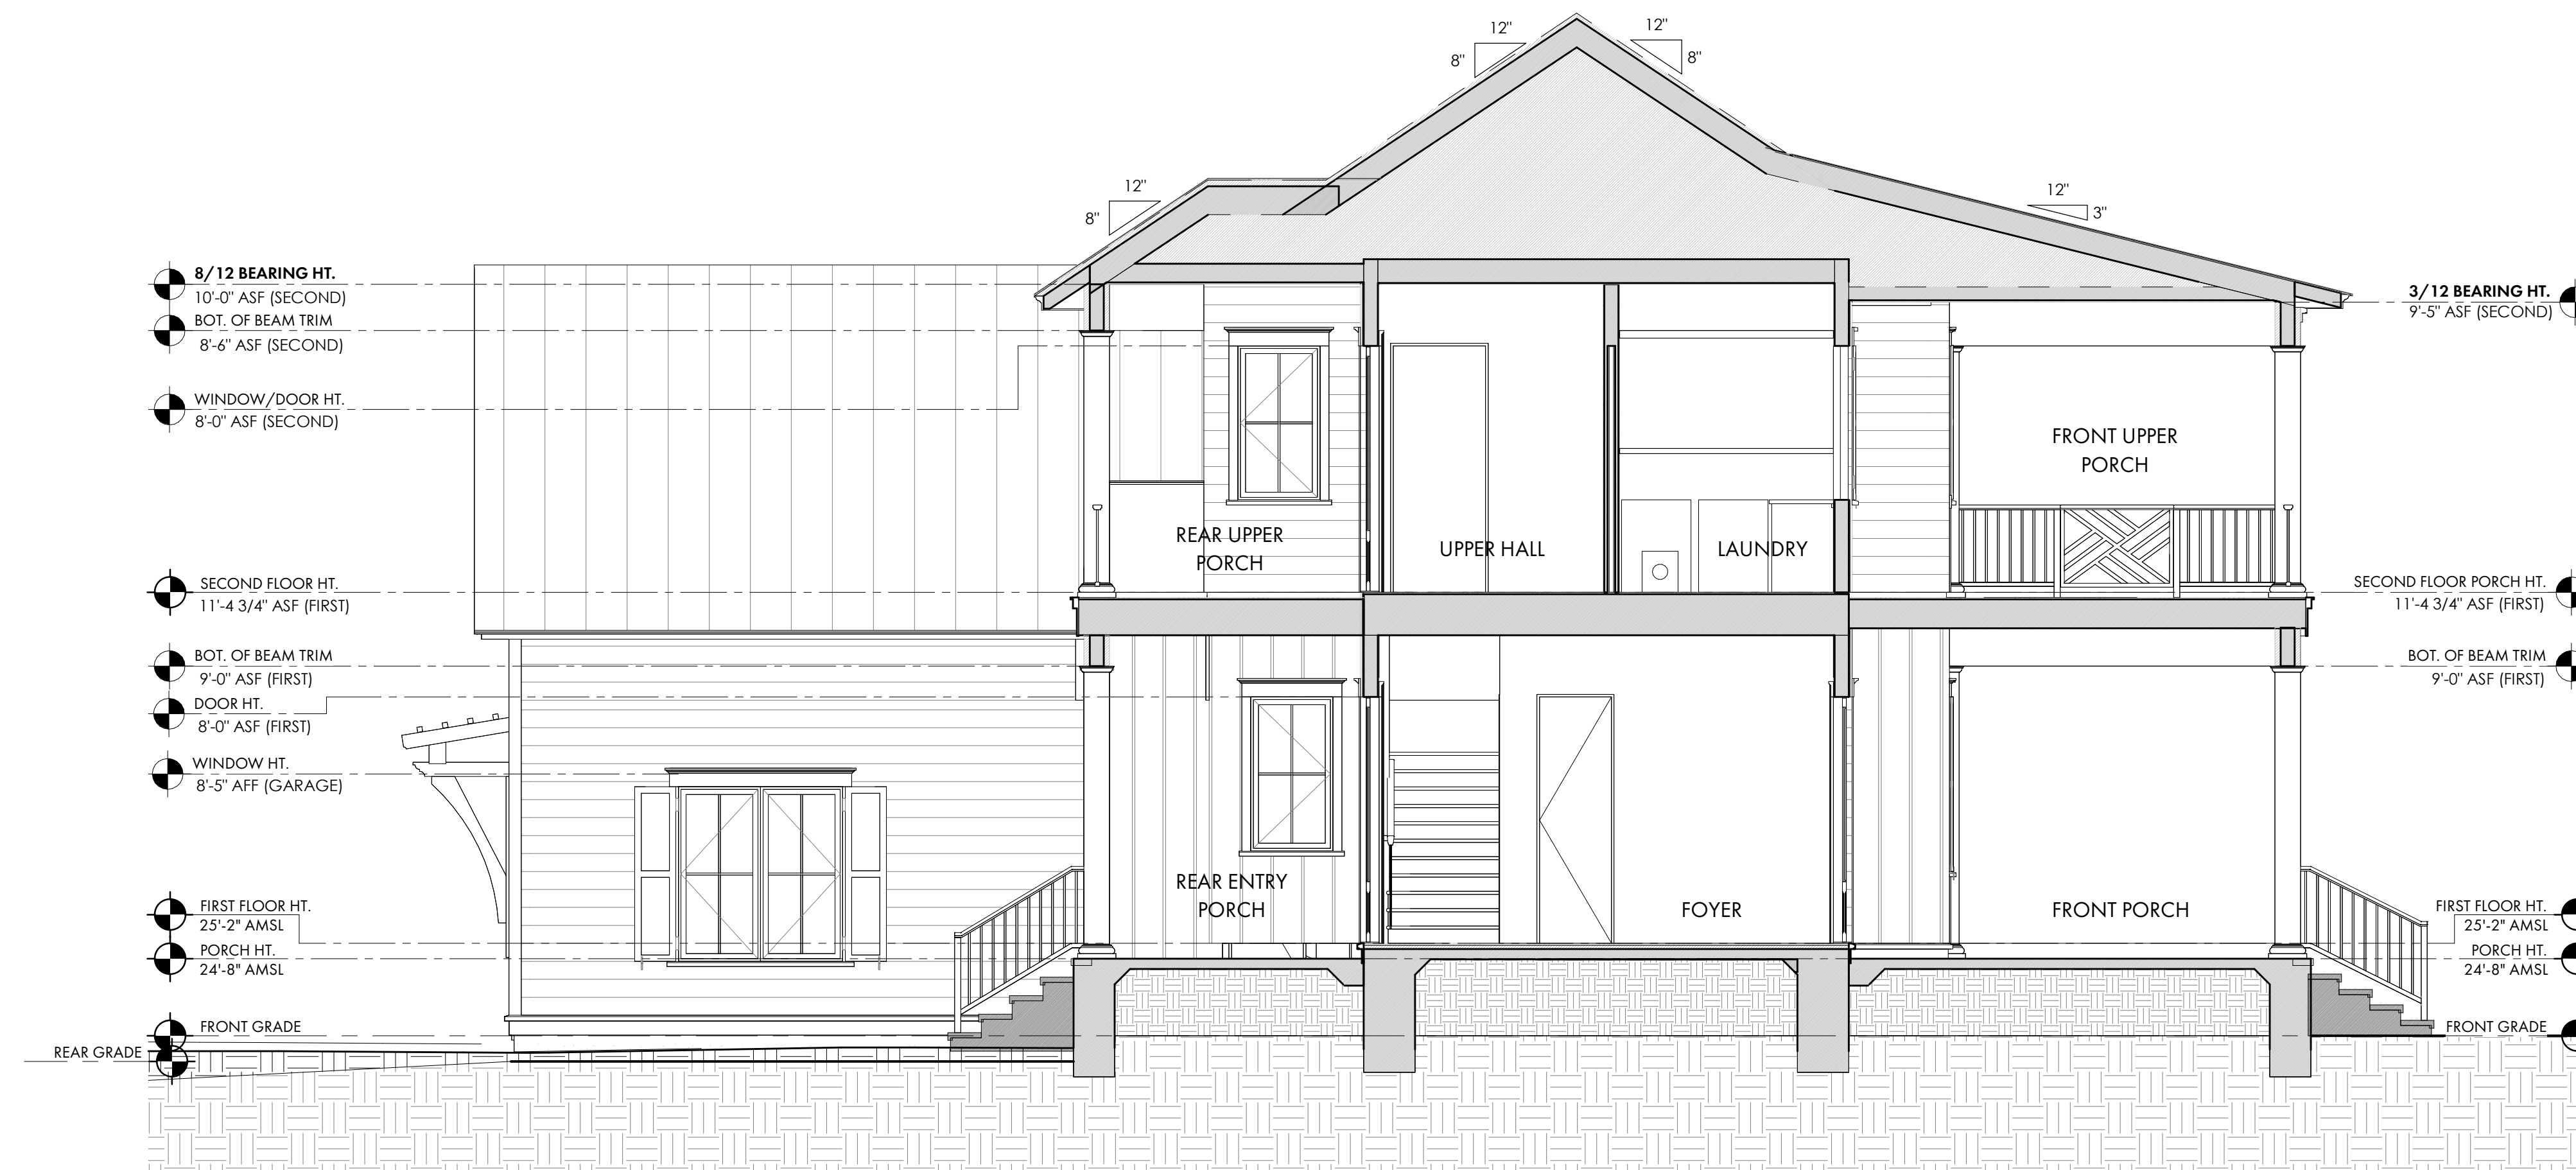 12"
8"
12"
8"
12"
8"
12"
3"
8/12 BEARING HT.
10'-0" ASF (SECOND)
BOT. OF BEAM TRIM
8'-6" ASF (SECOND)
WINDOW/DOOR HT.
8'-0" ASF (SECOND)
SECOND FLOOR HT.
11'-4 3/4" ASF (FIRST)
BOT. OF BEAM TRIM
9'-0" ASF (FIRST)
DOOR HT.
8'-0" ASF (FIRST)
WINDOW HT.
8'-5" AFF (GARAGE)
FIRST FLOOR HT.
25'-2" AMSL
PORCH HT.
24'-8" AMSL
FRONT GRADE
REAR GRADE
REAR UPPER
PORCH
UPPER HALL
LAUNDRY
FRONT UPPER
PORCH
REAR ENTRY
PORCH
FOYER
FRONT PORCH
3/12 BEARING HT.
9'-5" ASF (SECOND)
SECOND FLOOR PORCH HT.
11'-4 3/4" ASF (FIRST)
BOT. OF BEAM TRIM
9'-0" ASF (FIRST)
FIRST FLOOR HT.
25'-2" AMSL
PORCH HT.
24'-8" AMSL
FRONT GRADE